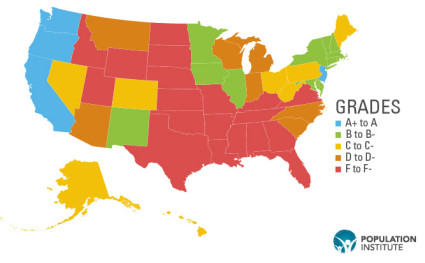 GRADES
A+ to A
B to B-
C to C-
D to D-
F to F-
POPULATION
INSTITUTE